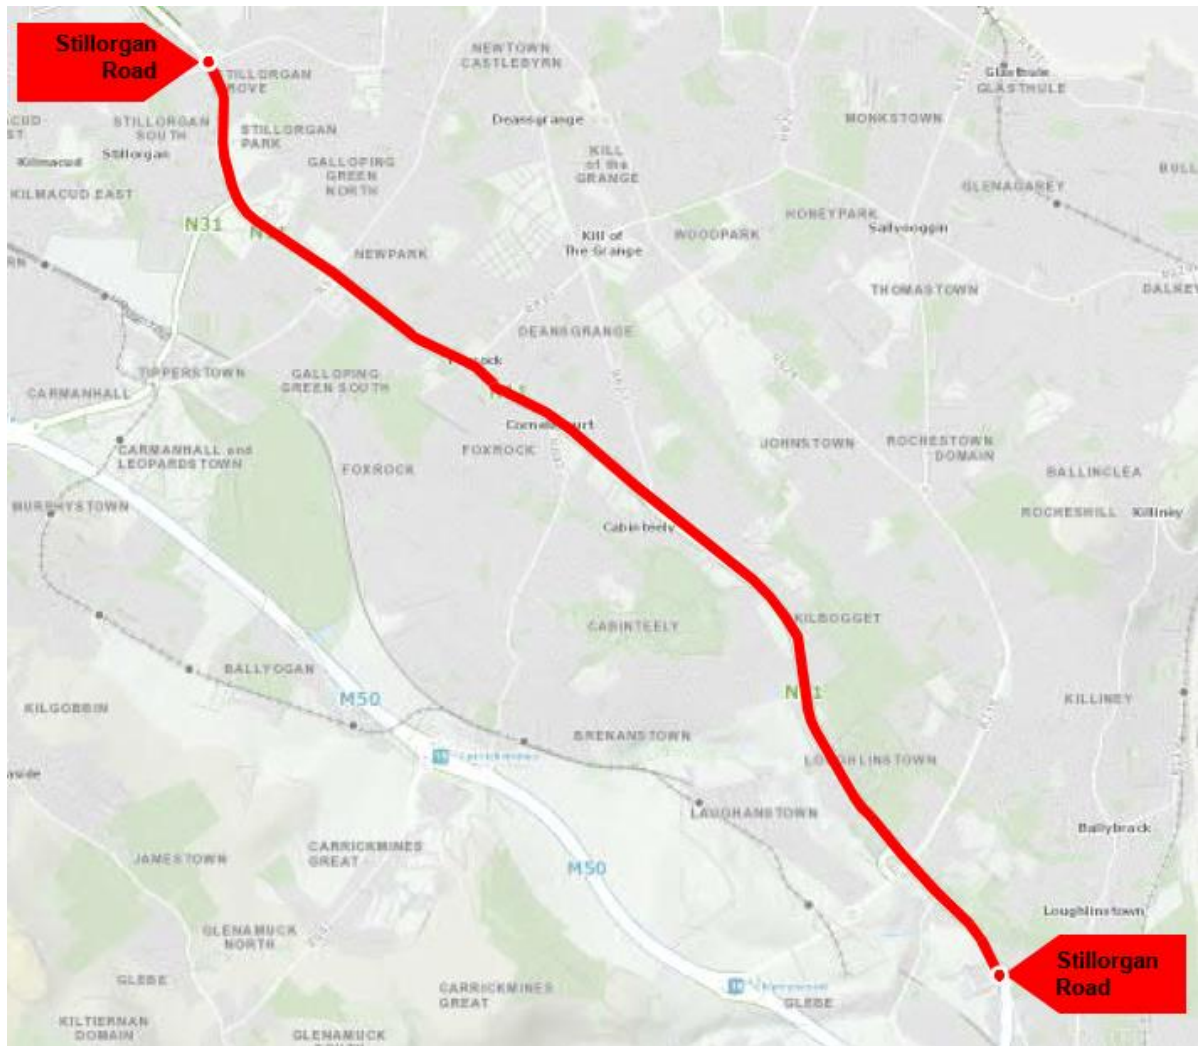 Stillorgan
Road
NEWTOWN
CASTLEBYRN
Glasthule
GLASTHULE
STILLORGAN
SOUTH
STILLORGAN
PARK
Deansgrange
MONKSTOWN
Kilmacud
Stillorgan
GALLOPING
GREEN
NORTH
KILL
of the
GRANGE
KILMACUD EAST
GLENAGAREY
N31
HONEYPARK
Sallynoggin
Kill of
The Grange
WOODPARK
NEWPARK
THOMASTOWN
DALKEY
DEANSGRANGE
TIPPERSTOWN
GALLOPING
GREEN SOUTH
CARMANHALL
FOXROCK
JOHNSTOWN
ROCHESTOWN
DOMAIN
CARMANHALL and
LEOPARDSTOWN
FOXROCK
BALLINCLEA
MURPHYSTOWN
ROCHESHILL
Killiney
Cabinteely
CABINTEELY
KILBOGGET
BALLYOGAN
M50
KILLINEY
KILGOBBIN
BRENANSTOWN
LOUGHLINSTOWN
LAUGHANSTOWN
Ballybrack
JAMESTOWN
CARRICKMINES
GREAT
M50
GLENAMUCK
NORTH
Loughlinstown
Stillorgan
Road
GLEBE
CARRICKMINES
GREAT
GLEBE
KILTIERNAN
DOMAIN
GLENAMUCK